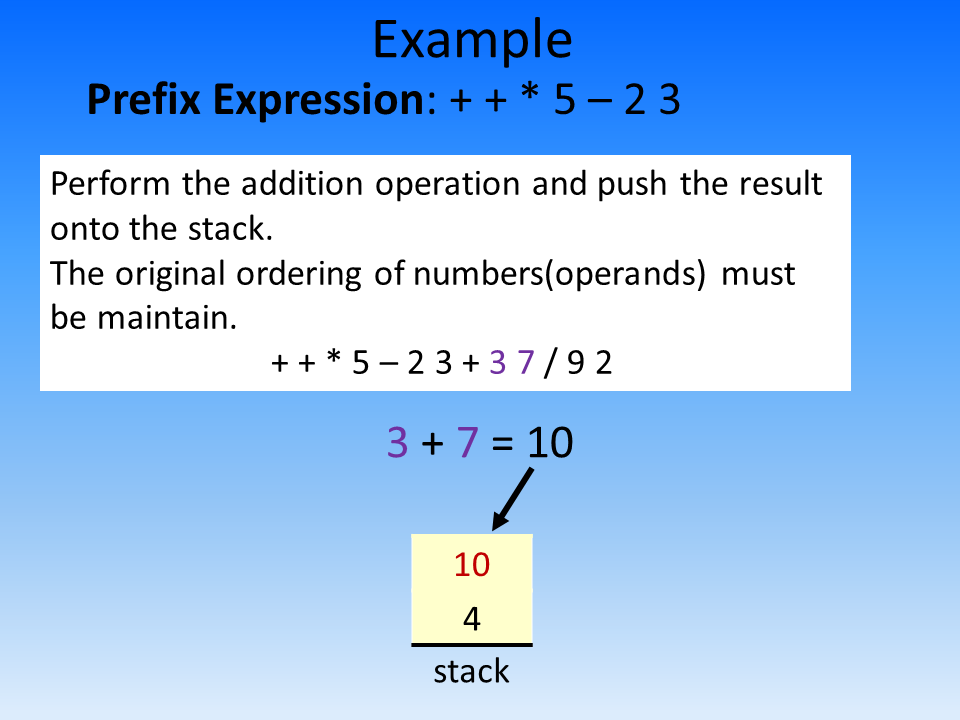 Example
Prefix Expression: + + * 5 – 2 3
Perform the addition operation and push the result
onto the stack.
The original ordering of numbers(operands) must
be maintain.
+ + * 5 – 2 3 + 3 7 / 9 2
3 + 7 = 10
10
4
stack